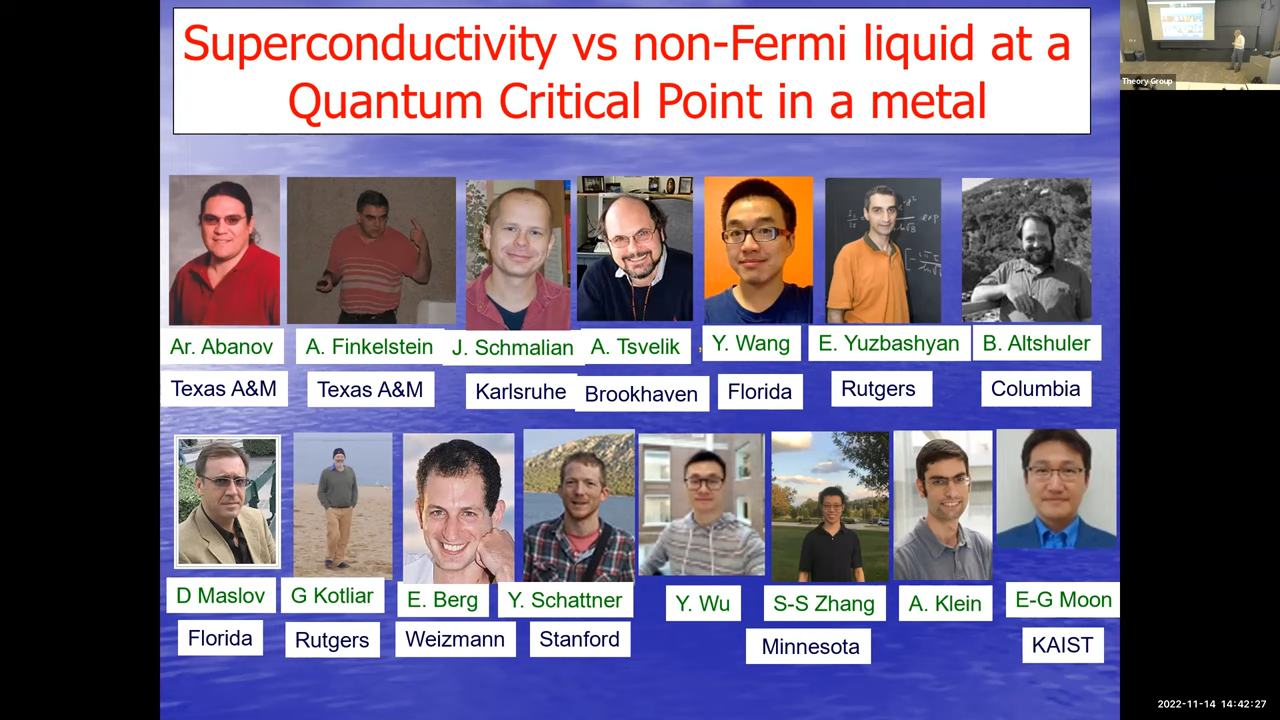 Superconductivity vs non-Fermi liquid at a
Quantum Critical Point in a metal
Theory Group
Ar. Abanov
A. Finkelstein
J. Schmalian
A. Tsvelik
,
Y. Wang
E. Yuzbashyan
B. Altshuler
Texas A&M
Texas A&M
Karlsruhe
Brookhaven
Florida
Rutgers
Columbia
D Maslov
G Kotliar
E. Berg
Y. Schattner
Y. Wu
S-S Zhang
A. Klein
E-G Moon
Florida
Rutgers
Weizmann
Stanford
Minnesota
KAIST
2022-11-14 14:42:27